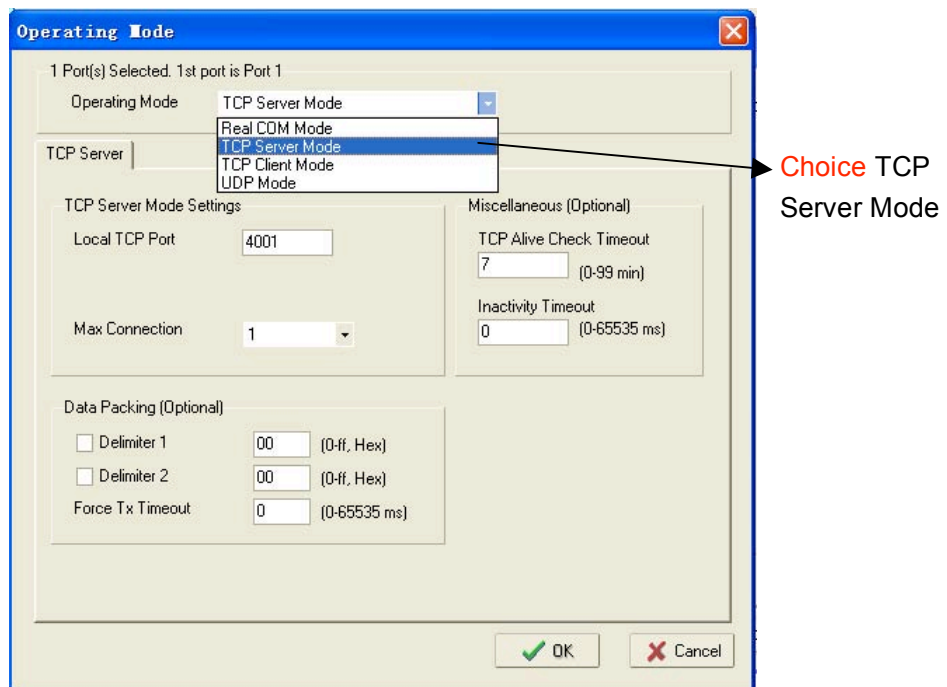 Operating Mode
1 Port(s) Selected. 1st port is Port 1
Operating Mode TCP Server Mode
Real COM Mode
TCP Server Mode
TCP Client Mode
UDP Mode
TCP Server
Choice TCP
Server Mode
TCP Server Mode Settings
Local TCP Port 4001
Max Connection 1
Miscellaneous (Optional)
TCP Alive Check Timeout
7 (0-99 min)
Inactivity Timeout
0 (0-65535 ms)
Data Packing (Optional)
Delimiter 1 00 (0-ff, Hex)
Delimiter 2 00 (0-ff, Hex)
Force Tx Timeout 0 (0-65535 ms)
OK Cancel